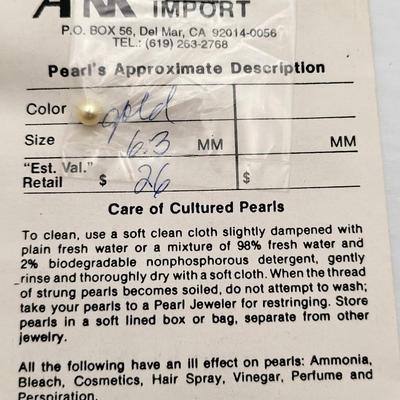 IMPORT
P.O. BOX 56, Del Mar, CA 92014-0056
TEL.: (619) 263-2768
Pearl's Approximate Description
Color gold
Size 6.3 MM MM
"Est. Val."
Retail $ 26 $
Care of Cultured Pearls
To clean, use a soft clean cloth slightly dampened with
plain fresh water or a mixture of 98% fresh water and
2% biodegradable nonphosphorous detergent, gently
rinse and thoroughly dry with a soft cloth. When the thread
of strung pearls becomes soiled, do not attempt to wash;
take your pearls to a Pearl Jeweler for restringing. Store
pearls in a soft lined box or bag, separate from other
jewelry.
All the following have an ill effect on pearls: Ammonia,
Bleach, Cosmetics, Hair Spray, Vinegar, Perfume and
Perspiration.